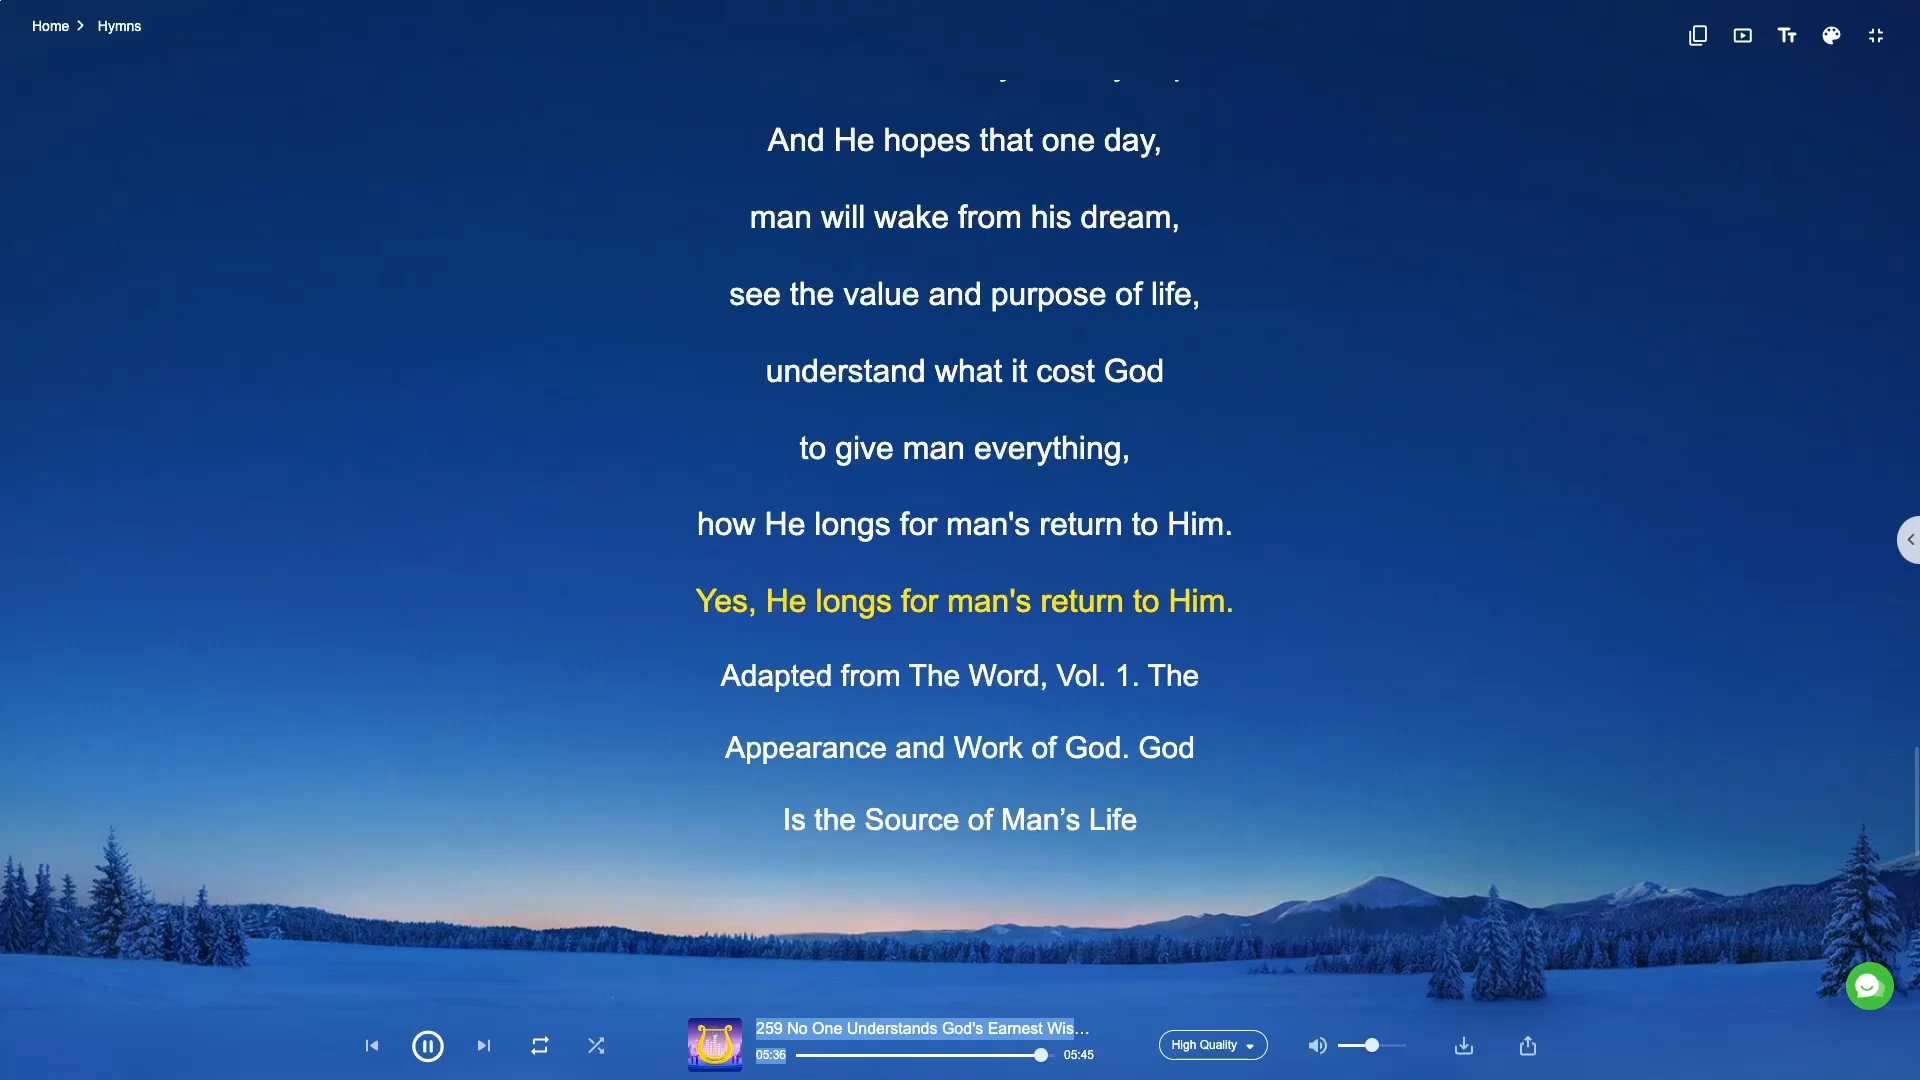 Home > Hymns
And He hopes that one day,
man will wake from his dream,
see the value and purpose of life,
understand what it cost God
to give man everything,
how He longs for man's return to Him.
Yes, He longs for man's return to Him.
Adapted from The Word, Vol. 1. The
Appearance and Work of God. God
Is the Source of Man’s Life
259 No One Understands God's Earnest Wis...
05:36
05:45
High Quality